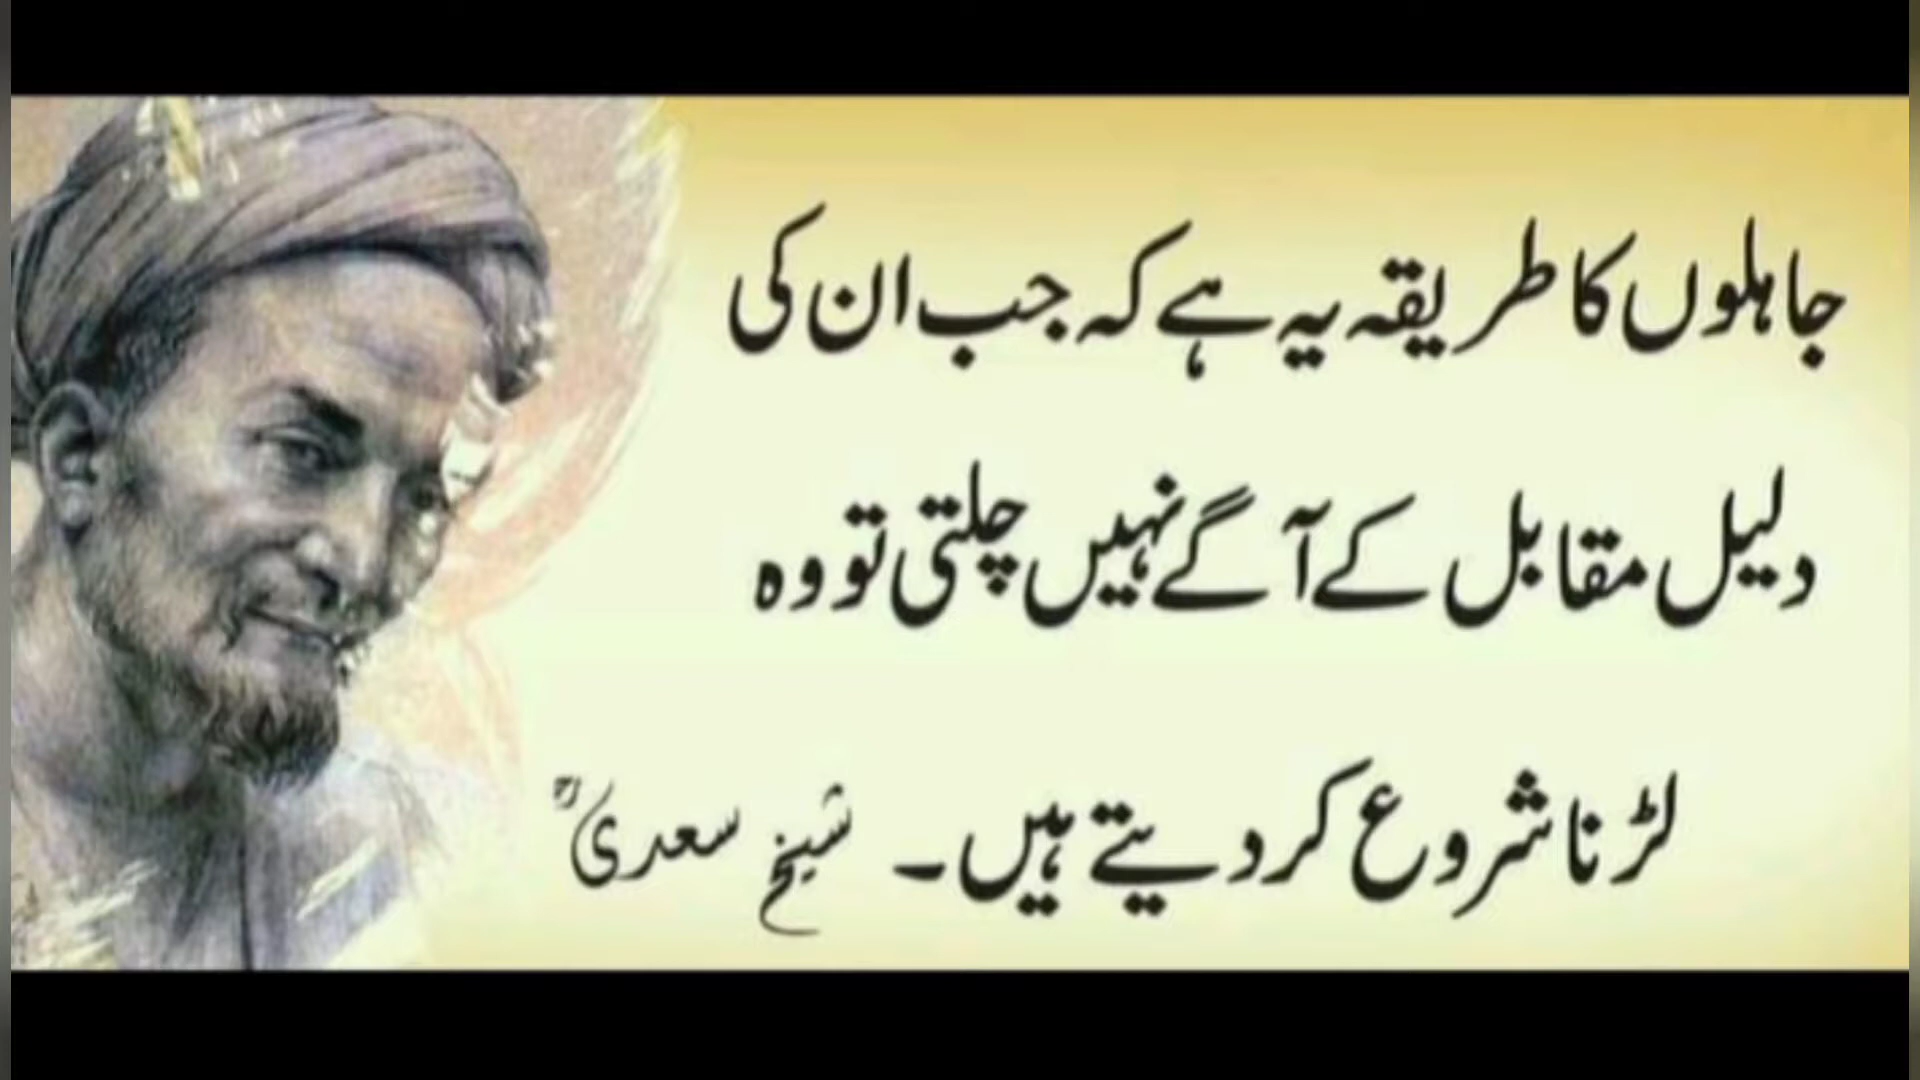 جاہلوں کا طریقہ یہ ہے کہ جب ان کی
دلیل مقابل کے آگے نہیں چلتی تو وہ
لڑنا شروع کر دیتے ہیں۔ شیخ سعدیؒ